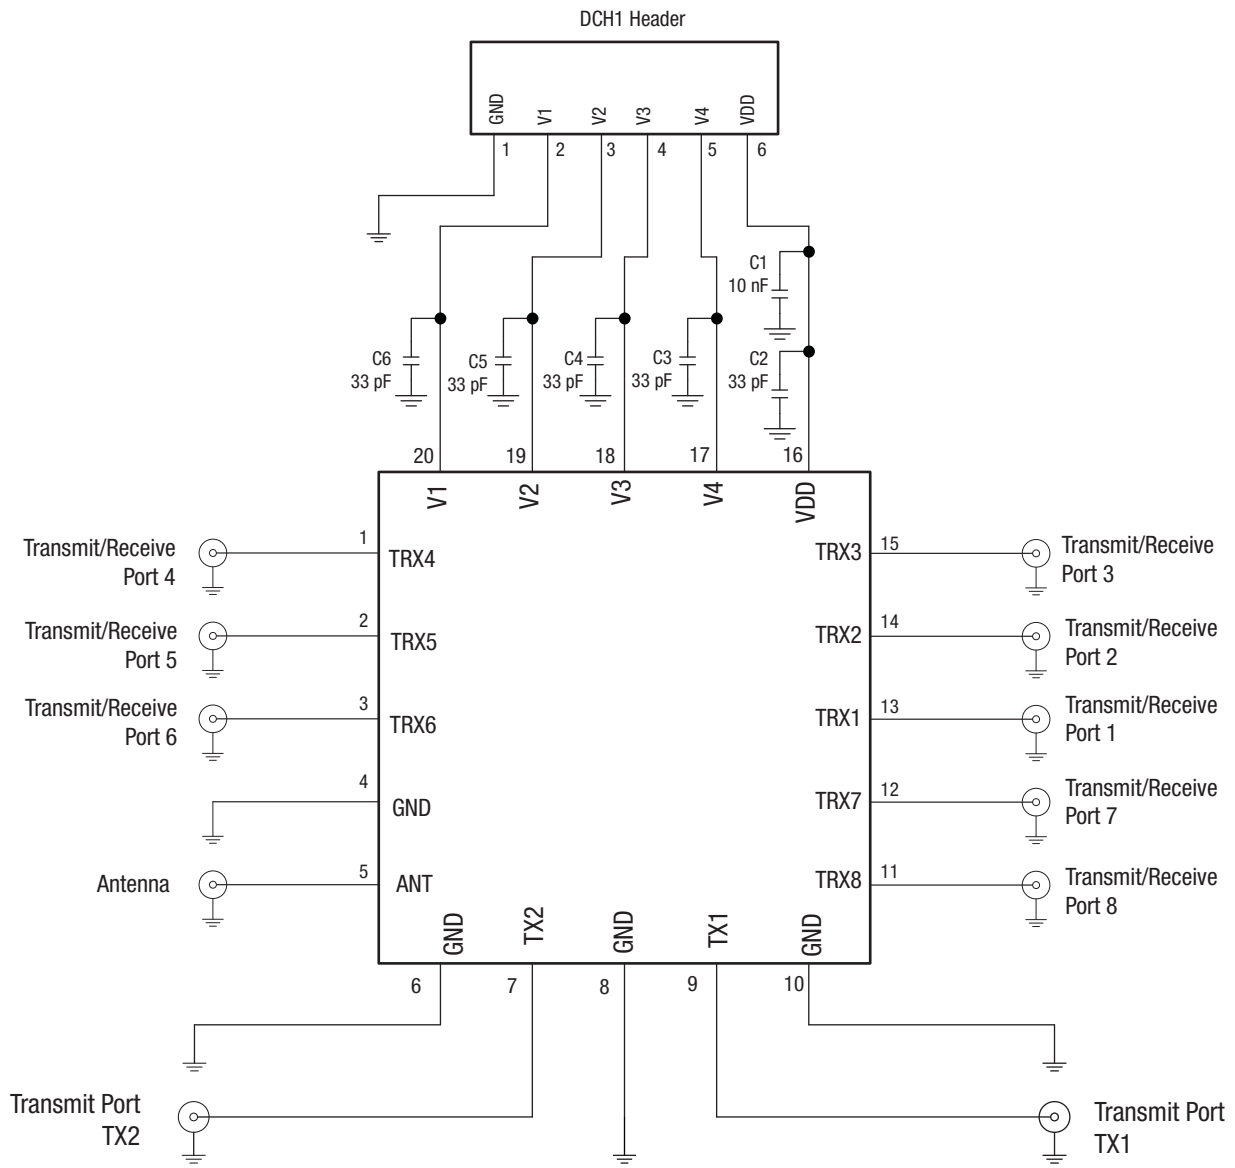 DCH1 Header
GND
V1
V2
V3
V4
VDD
1
2
3
4
5
6
C1
10 nF
C6
33 pF
C5
33 pF
C4
33 pF
C3
33 pF
C2
33 pF
20
19
18
17
16
V1
V2
V3
V4
VDD
Transmit/Receive
Port 4
1
TRX4
TRX3
15
Transmit/Receive
Port 3
Transmit/Receive
Port 5
2
TRX5
TRX2
14
Transmit/Receive
Port 2
Transmit/Receive
Port 6
3
TRX6
TRX1
13
Transmit/Receive
Port 1
4
GND
TRX7
12
Transmit/Receive
Port 7
Antenna
5
ANT
TRX8
11
Transmit/Receive
Port 8
GND
TX2
GND
TX1
GND
6
7
8
9
10
Transmit Port
TX2
Transmit Port
TX1